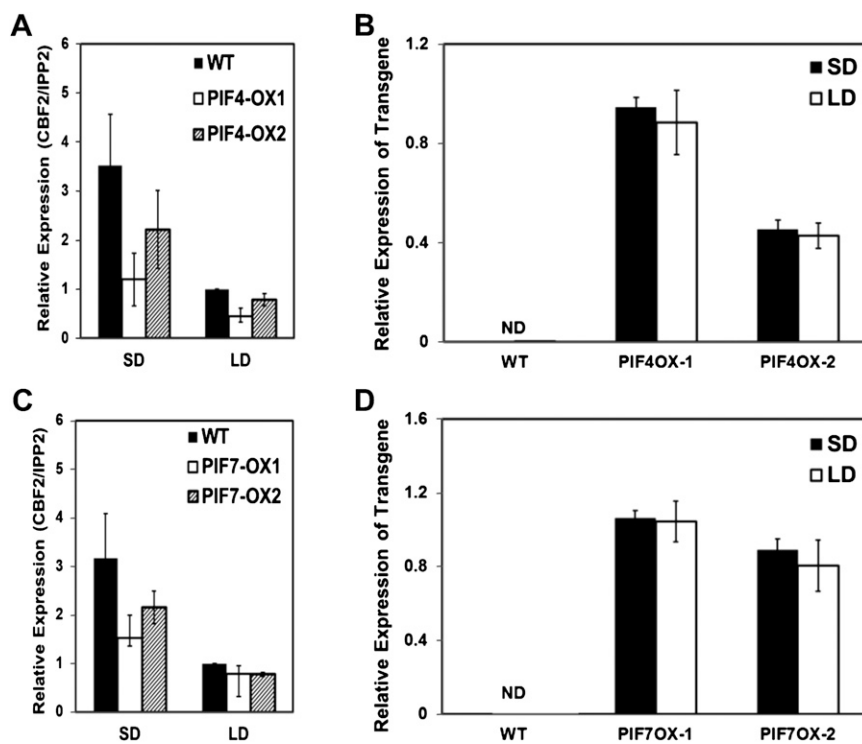 A
Relative Expression (CBF2/IPP2)
6
5
4
3
2
1
0
WT
PIF4-OX1
PIF4-OX2
SD
LD
B
Relative Expression of Transgene
1.2
0.8
0.4
0
SD
LD
ND
WT
PIF4OX-1
PIF4OX-2
C
Relative Expression (CBF2/IPP2)
6
5
4
3
2
1
0
WT
PIF7-OX1
PIF7-OX2
SD
LD
D
Relative Expression of Transgene
1.6
1.2
0.8
0.4
0
SD
LD
ND
WT
PIF7OX-1
PIF7OX-2